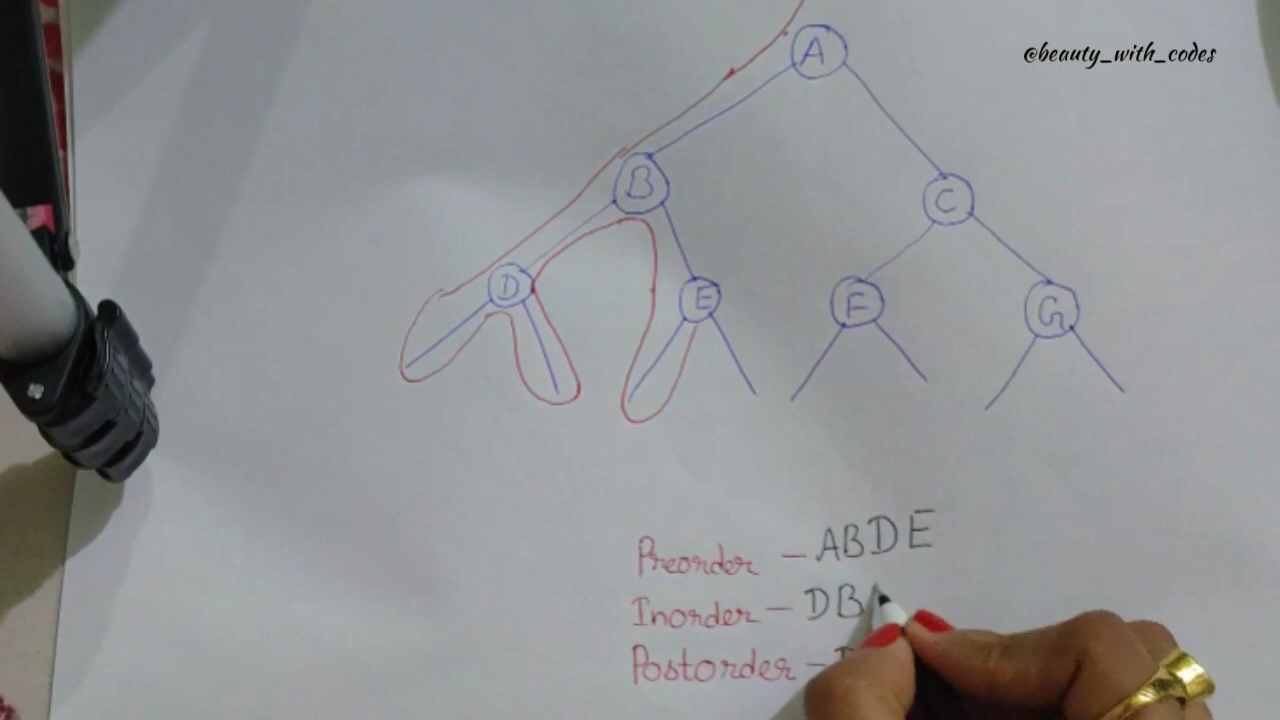 @beauty_with_codes
A
B
C
D
E
F
G
Preorder - ABDE
Inorder - DB
Postorder -